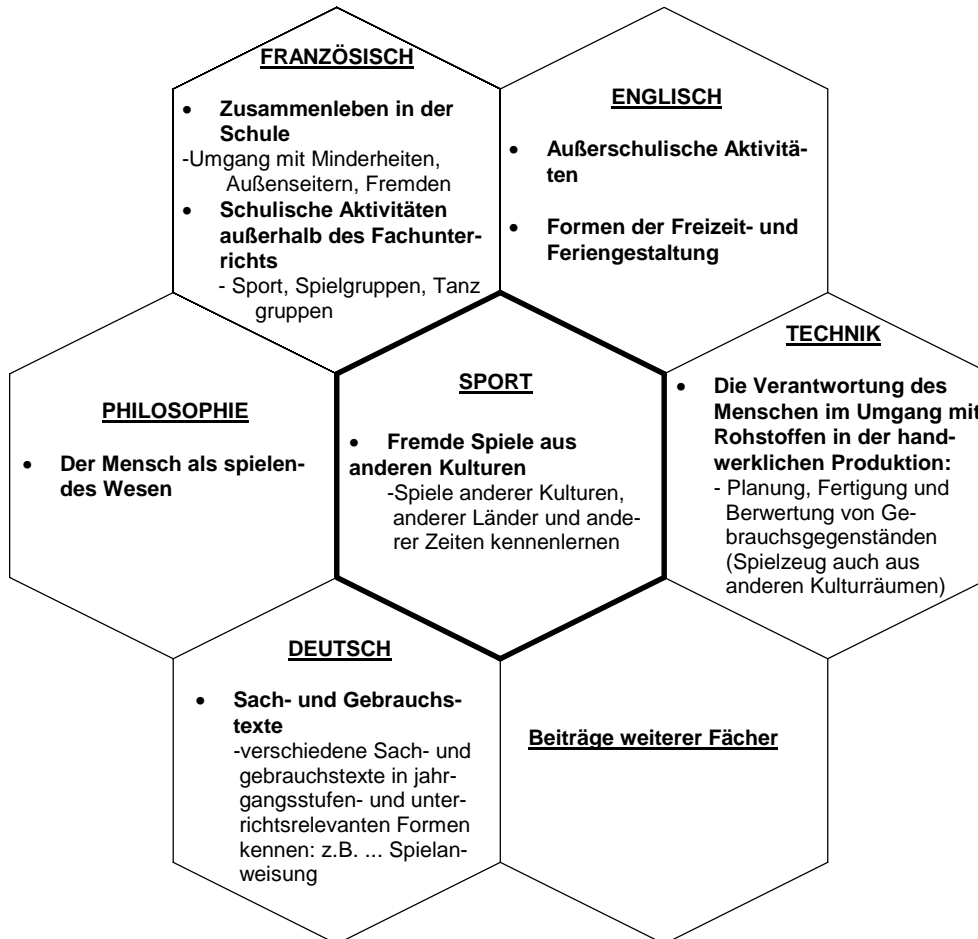 FRANZÖSISCH
• Zusammenleben in der
Schule
-Umgang mit Minderheiten,
Außenseitern, Fremden
• Schulische Aktivitäten
außerhalb des Fachunter-
richts
- Sport, Spielgruppen, Tanz
gruppen
ENGLISCH
• Außerschulische Aktivitä-
ten
• Formen der Freizeit- und
Feriengestaltung
PHILOSOPHIE
• Der Mensch als spielen-
des Wesen
SPORT
• Fremde Spiele aus
anderen Kulturen
-Spiele anderer Kulturen,
anderer Länder und ande-
rer Zeiten kennenlernen
TECHNIK
• Die Verantwortung des
Menschen im Umgang mit
Rohstoffen in der hand-
werklichen Produktion:
- Planung, Fertigung und
Berwertung von Ge-
brauchsgegenständen
(Spielzeug auch aus
anderen Kulturräumen)
DEUTSCH
• Sach- und Gebrauchs-
texte
-verschiedene Sach- und
gebrauchstexte in jahr-
gangsstufen- und unter-
richtsrelevanten Formen
kennen: z.B. ... Spielan-
weisung
Beiträge weiterer Fächer